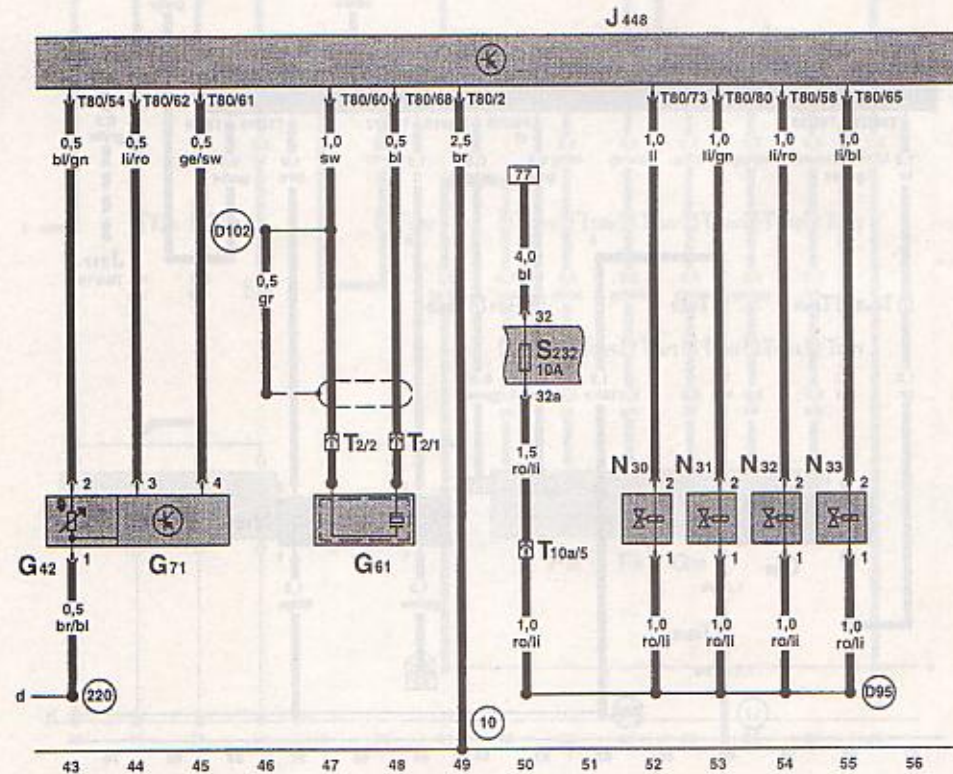 J448
T80/54 T80/62 T80/61 T80/60 T80/68 T80/2 T80/73 T80/80 T80/58 T80/65
0,5 0,5 0,5 1,0 0,5 2,5 1,0 1,0 1,0 1,0
bl/gn li/ro ge/sw sw bl br li li/gn li/ro li/bl
77
D102
4,0
bl
0,5
gr
32
S232
10A
32a
T2/2 T2/1
1,5
ro/li
N30 N31 N32 N33
2 3 4 2 2 2 2
T10a/5
G42 1 G71 G61 1 1 1 1
0,5
br/bl
1,0 1,0 1,0 1,0 1,0
ro/li ro/li ro/li ro/li ro/li
d 220 D95
10
43 44 45 46 47 48 49 50 51 52 53 54 55 56